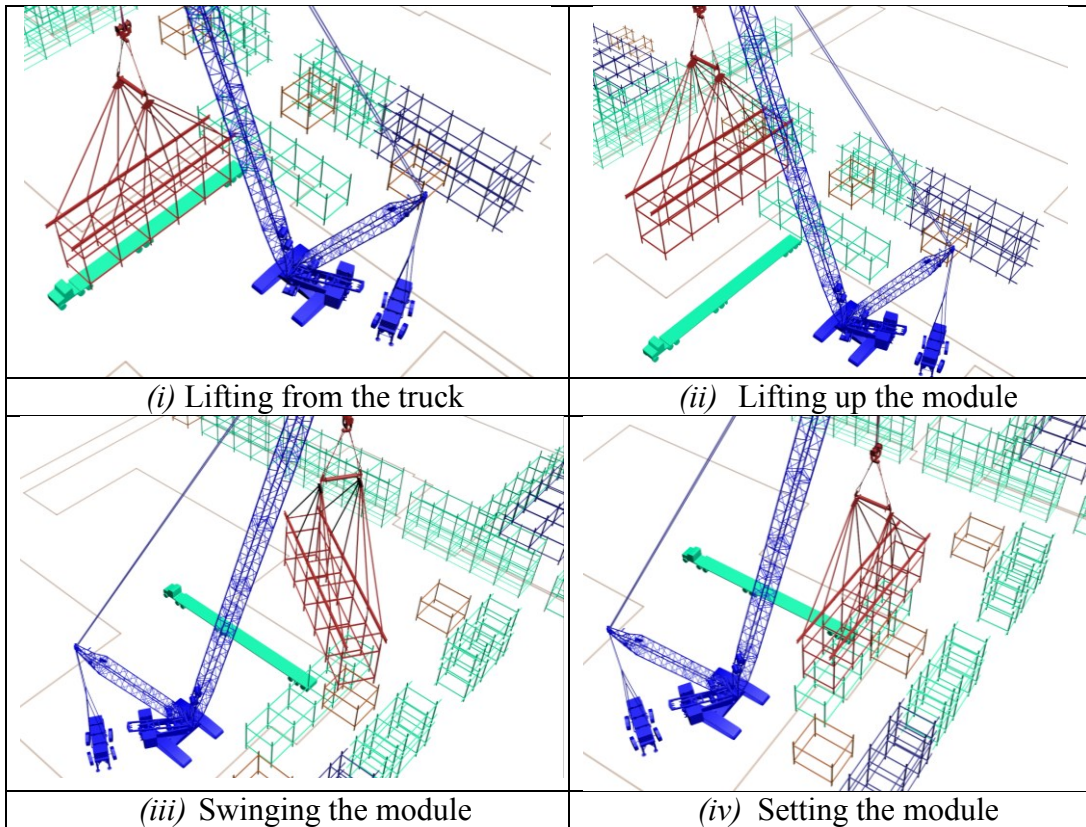 (i) Lifting from the truck
(ii) Lifting up the module
(iii) Swinging the module
(iv) Setting the module